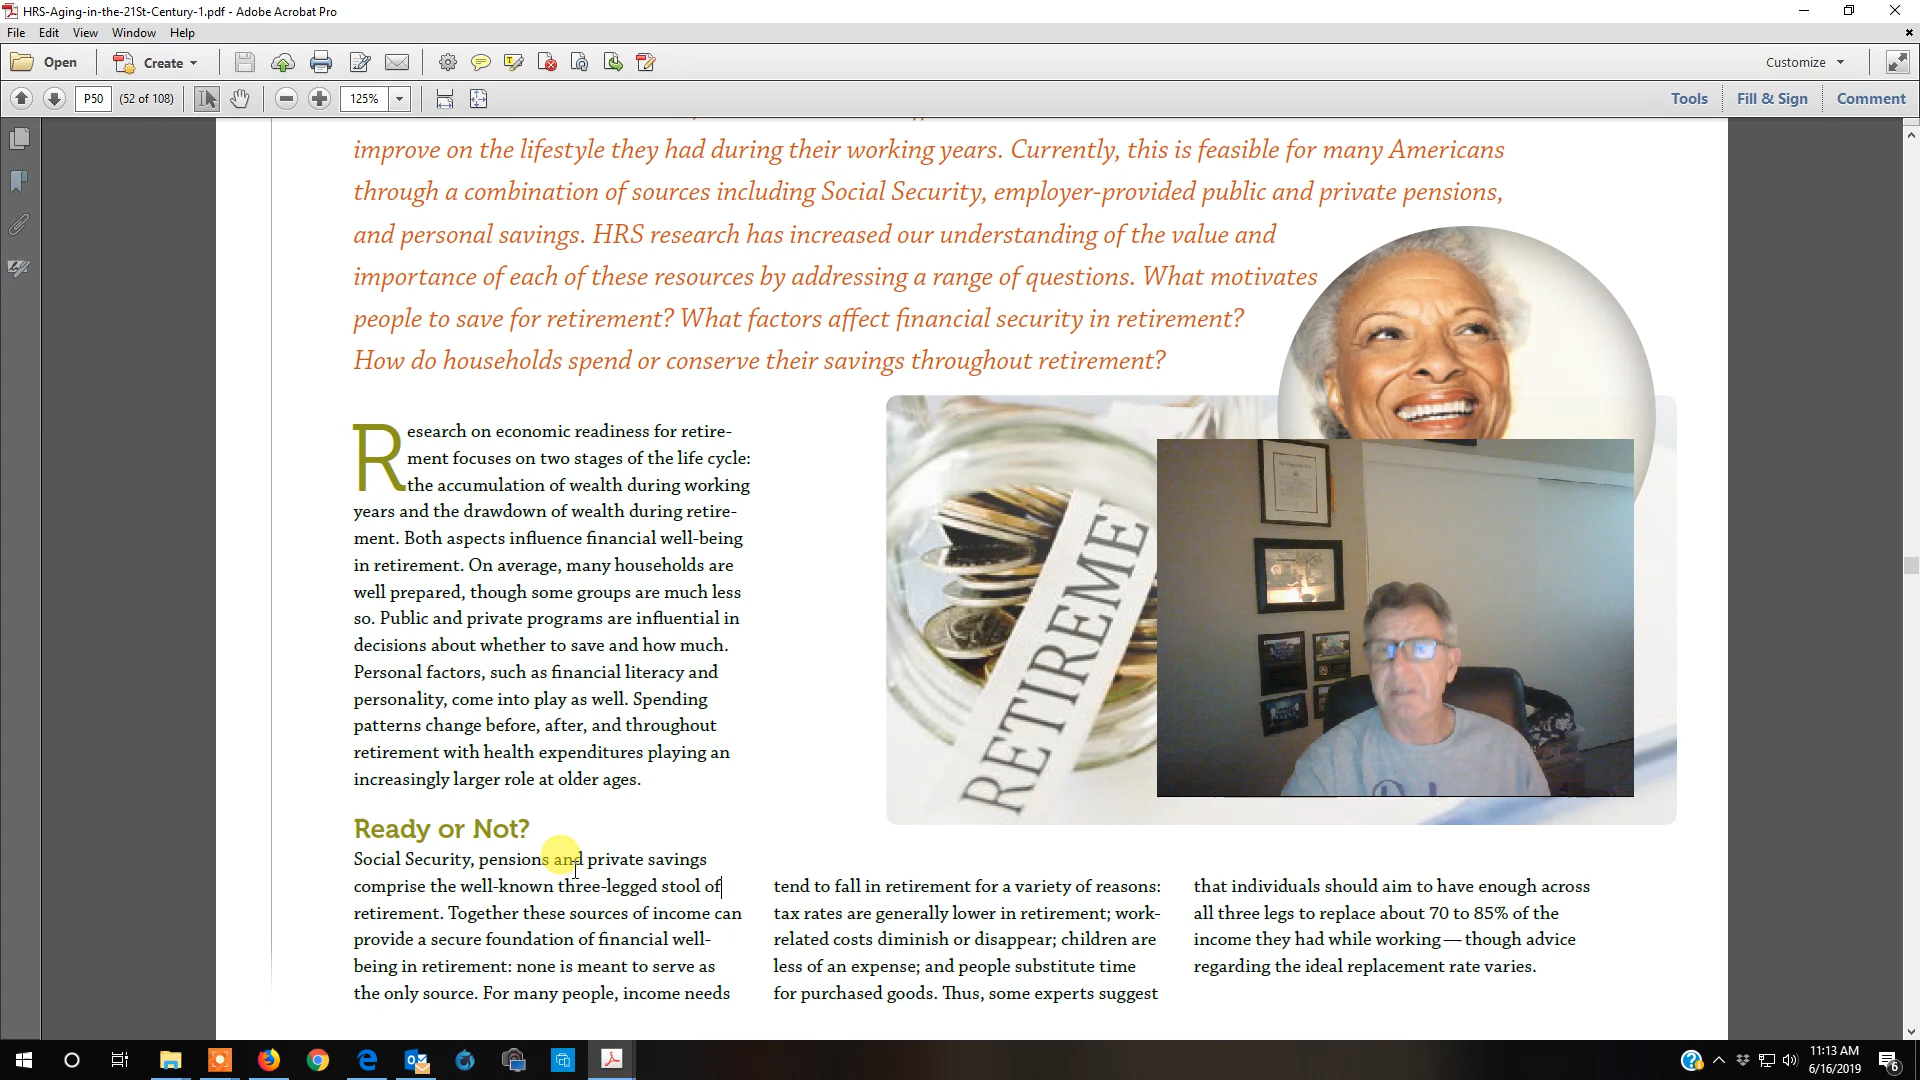 HRS-Aging-in-the-21St-Century-1.pdf - Adobe Acrobat Pro
File Edit View Window Help
Open Create Customize
P50 (52 of 108) 125% Tools Fill & Sign Comment
improve on the lifestyle they had during their working years. Currently, this is feasible for many Americans
through a combination of sources including Social Security, employer-provided public and private pensions,
and personal savings. HRS research has increased our understanding of the value and
importance of each of these resources by addressing a range of questions. What motivates
people to save for retirement? What factors affect financial security in retirement?
How do households spend or conserve their savings throughout retirement?
Research on economic readiness for retire-
ment focuses on two stages of the life cycle:
the accumulation of wealth during working
years and the drawdown of wealth during retire-
ment. Both aspects influence financial well-being
in retirement. On average, many households are
well prepared, though some groups are much less
so. Public and private programs are influential in
decisions about whether to save and how much.
Personal factors, such as financial literacy and
personality, come into play as well. Spending
patterns change before, after, and throughout
retirement with health expenditures playing an
increasingly larger role at older ages.
RETIREME
Ready or Not?
Social Security, pensions and private savings
comprise the well-known three-legged stool of
retirement. Together these sources of income can
provide a secure foundation of financial well-
being in retirement: none is meant to serve as
the only source. For many people, income needs
tend to fall in retirement for a variety of reasons:
tax rates are generally lower in retirement; work-
related costs diminish or disappear; children are
less of an expense; and people substitute time
for purchased goods. Thus, some experts suggest
that individuals should aim to have enough across
all three legs to replace about 70 to 85% of the
income they had while working — though advice
regarding the ideal replacement rate varies.
11:13 AM
6/16/2019
6